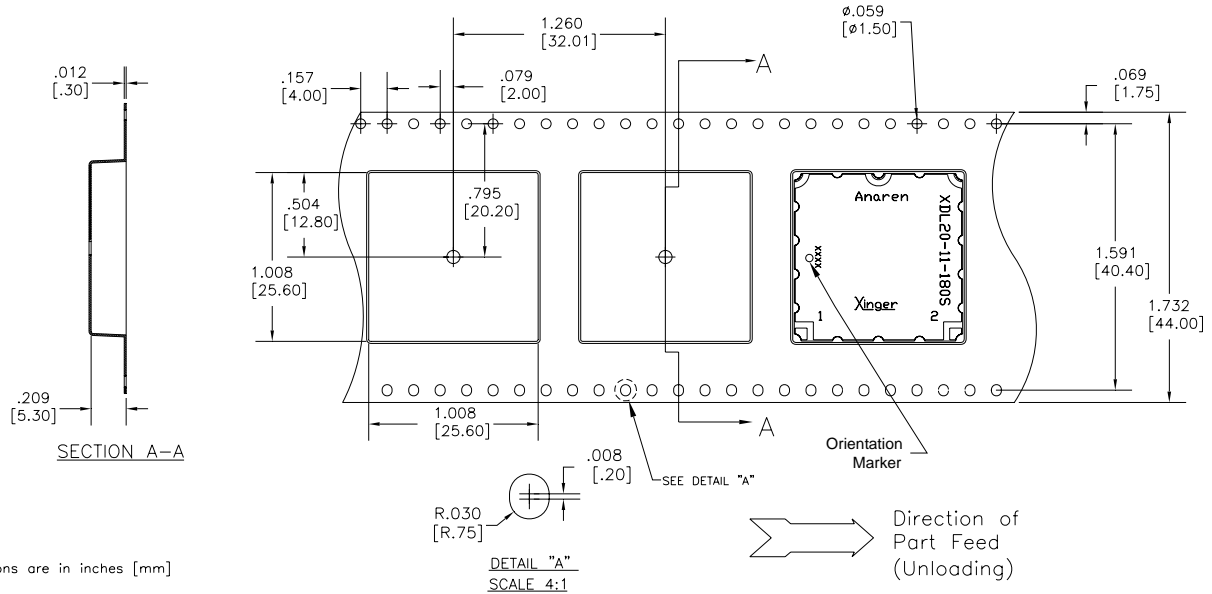 1.260
[32.01]
Ø.059
[Ø1.50]
.012
[.30]
.157
[4.00]
.079
[2.00]
A
.069
[1.75]
.504
[12.80]
.795
[20.20]
1.008
[25.60]
Anaren
XDL20-11-180S
XXXX
Xinger
1
2
1.591
[40.40]
1.732
[44.00]
.209
[5.30]
SECTION A-A
1.008
[25.60]
A
Orientation
Marker
.008
[.20]
SEE DETAIL "A"
R.030
[R.75]
DETAIL "A"
SCALE 4:1
Direction of
Part Feed
(Unloading)
ons are in inches [mm]